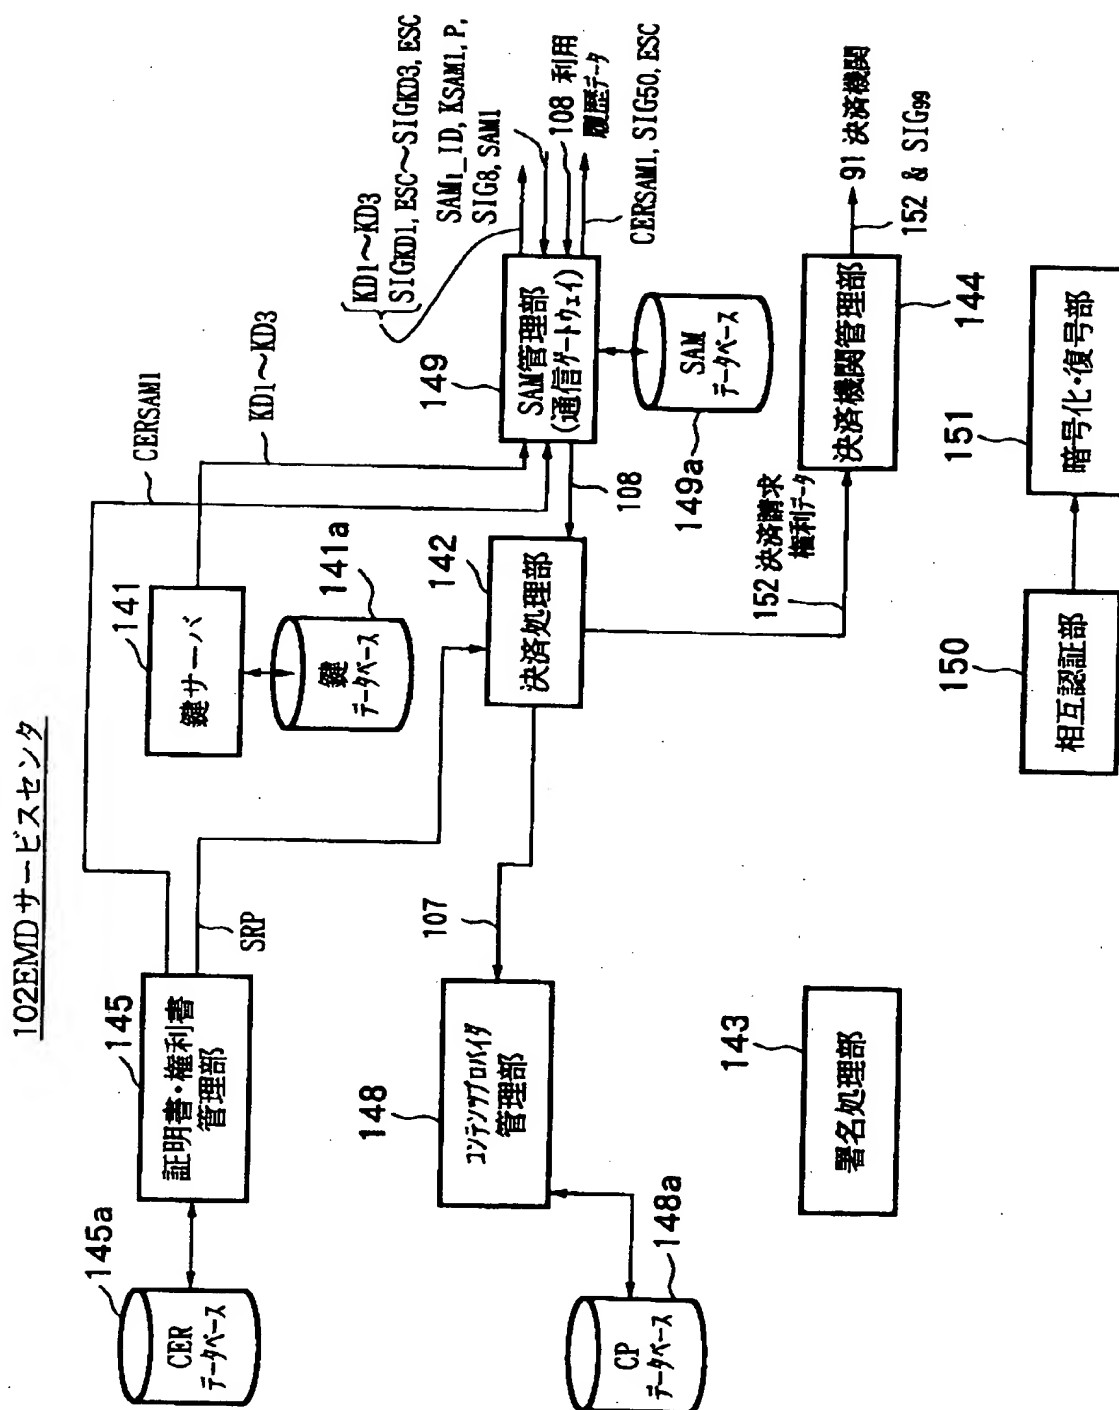 102EMDサービスセンタ
145a
CER
データベース
145
証明書・権利書
管理部
SRP
CERSAM1
141
鍵サーバ
141a
鍵
データベース
KD1～KD3
KD1～KD3
SIGKD1, ESC～SIGKD3, ESC
SAM1_ID, KSAM1, P,
SIG8, SAM1
108 利用
履歴データ
CERSAM1, SIG50, ESC
149
SAM管理部
(通信ゲートウェイ)
108
149a
SAM
データベース
142
決済処理部
107
148
コンテンツプロバイダ
管理部
148a
CP
データベース
152 決済請求
権利データ
決済機関管理部
144
91 決済機関
152 & SIG99
143
署名処理部
150
相互認証部
151
暗号化・復号部